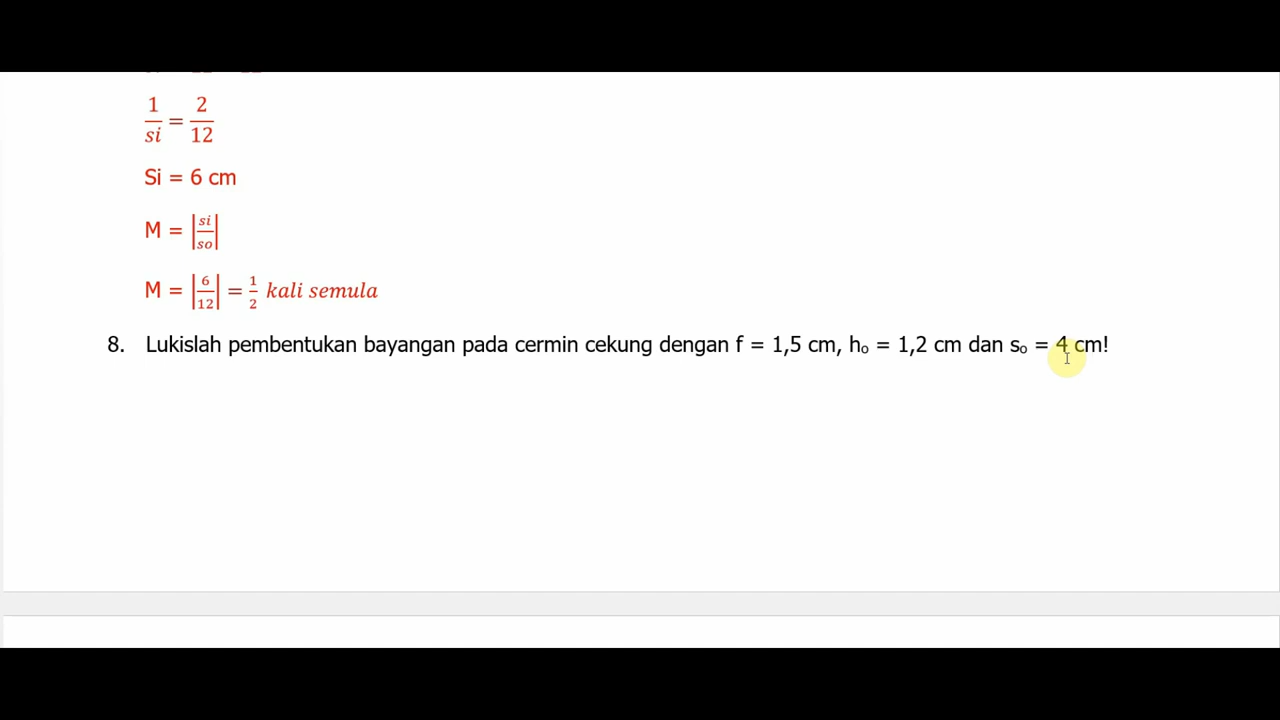 1/si = 2/12
Si = 6 cm
M = |si/so|
M = |6/12| = 1/2 kali semula
8. Lukislah pembentukan bayangan pada cermin cekung dengan f = 1,5 cm, hₒ = 1,2 cm dan sₒ = 4 cm!